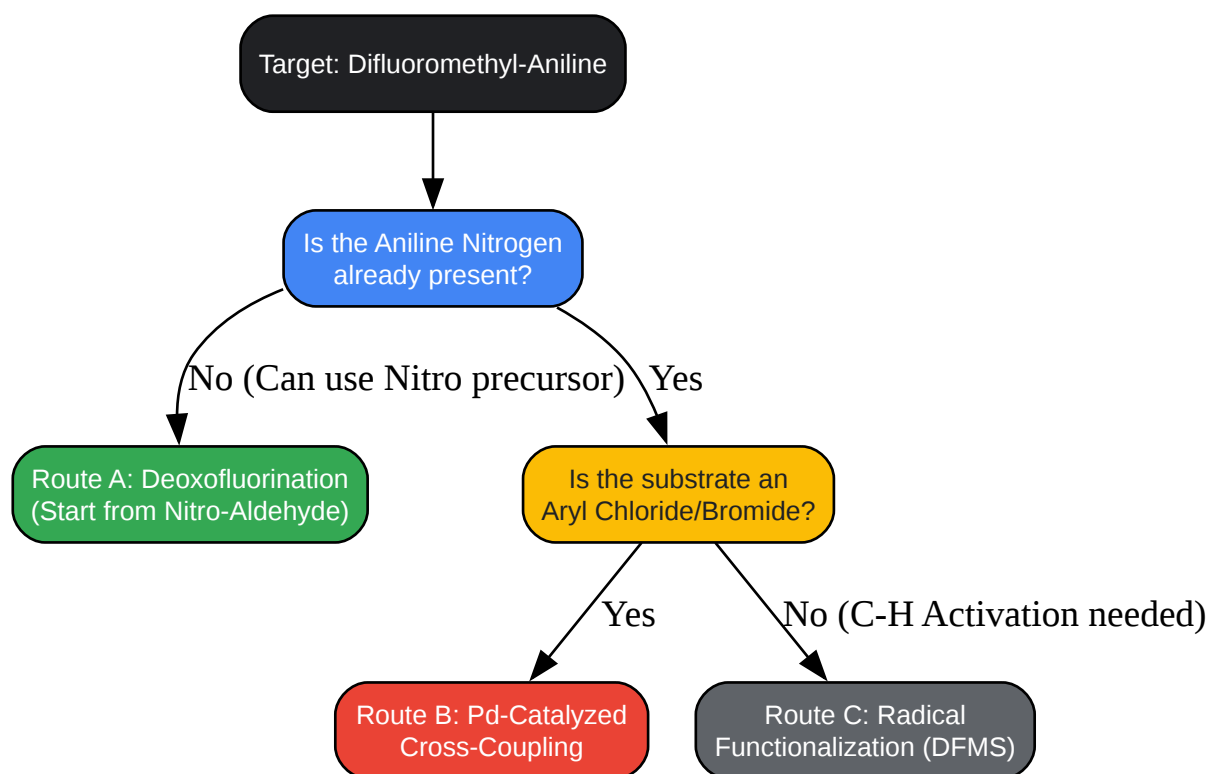 Target: Difluoromethyl-Aniline
Is the Aniline Nitrogen
already present?
No (Can use Nitro precursor)
Yes
Route A: Deoxofluorination
(Start from Nitro-Aldehyde)
Is the substrate an
Aryl Chloride/Bromide?
Yes
No (C-H Activation needed)
Route B: Pd-Catalyzed
Cross-Coupling
Route C: Radical
Functionalization (DFMS)